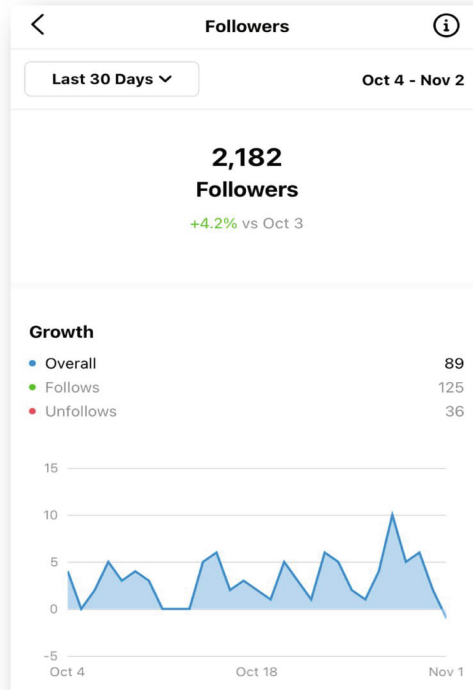 Followers
Last 30 Days Oct 4 - Nov 2
2,182
Followers
+4.2% vs Oct 3
Growth
Overall 89
Follows 125
Unfollows 36
15
10
5
0
-5
Oct 4 Oct 18 Nov 1